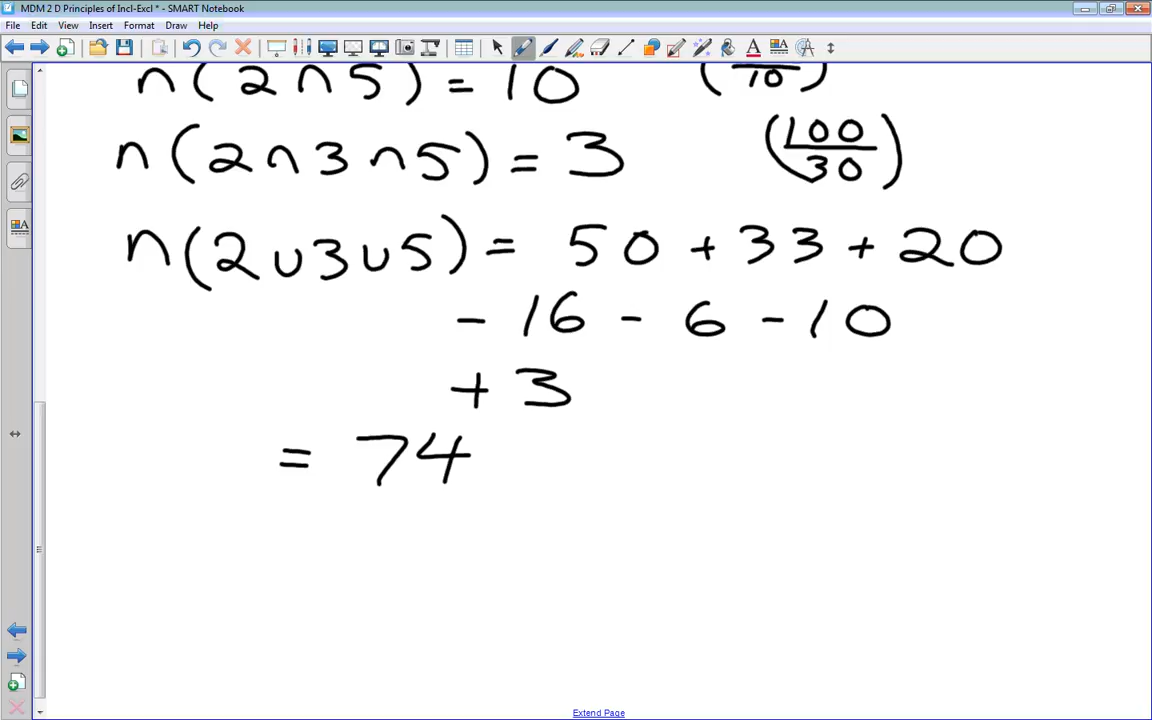 MDM 2 D Principles of Incl-Excl * - SMART Notebook
File Edit View Insert Format Draw Help
n(2∩5) = 10 (/10)
n(2∩3∩5) = 3 (100/30)
n(2∪3∪5) = 50 + 33 + 20
- 16 - 6 - 10
+ 3
= 74
Extend Page